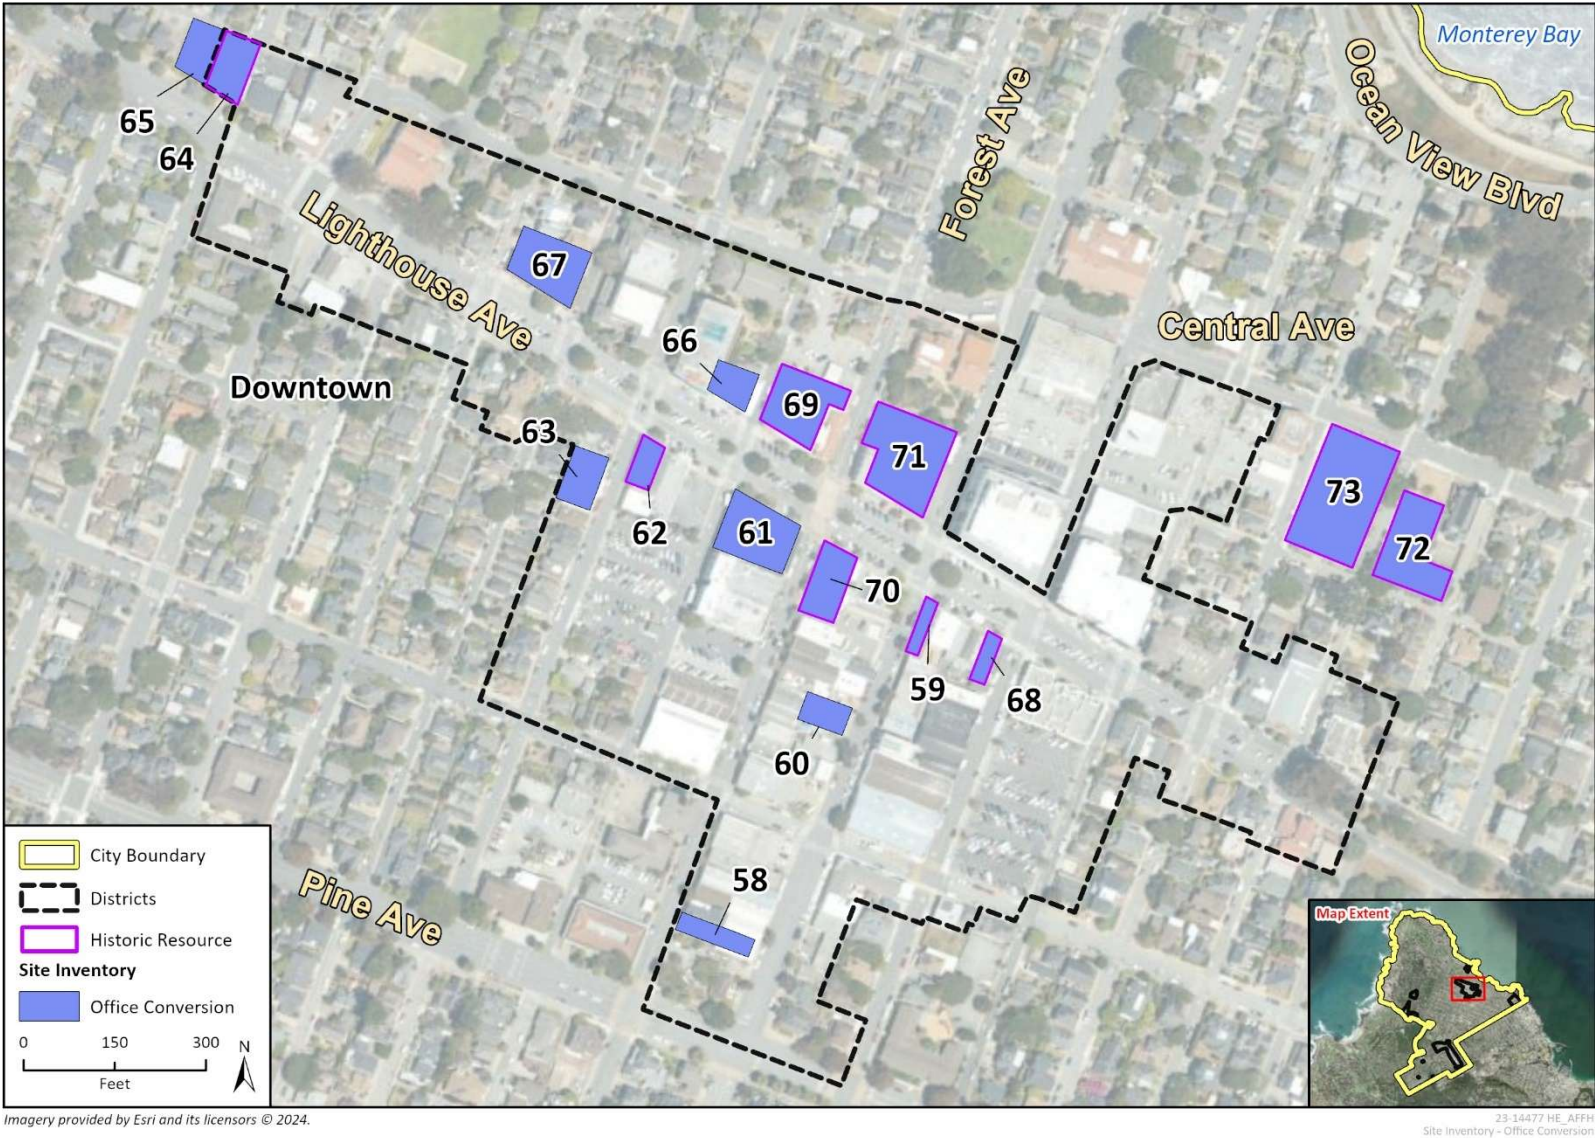 Monterey Bay
Ocean View Blvd
Forest Ave
65
64
Lighthouse Ave
67
Central Ave
66
Downtown
69
63
71
73
62
61
72
70
59
68
60
58
Pine Ave
City Boundary
Districts
Historic Resource
Site Inventory
Office Conversion
0 150 300
Feet
N
Map Extent
Imagery provided by Esri and its licensors © 2024.
23-14477 HE_AFFH
Site Inventory - Office Conversion